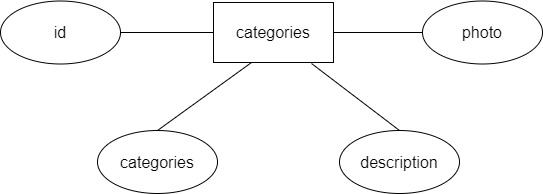 id
categories
photo
categories
description